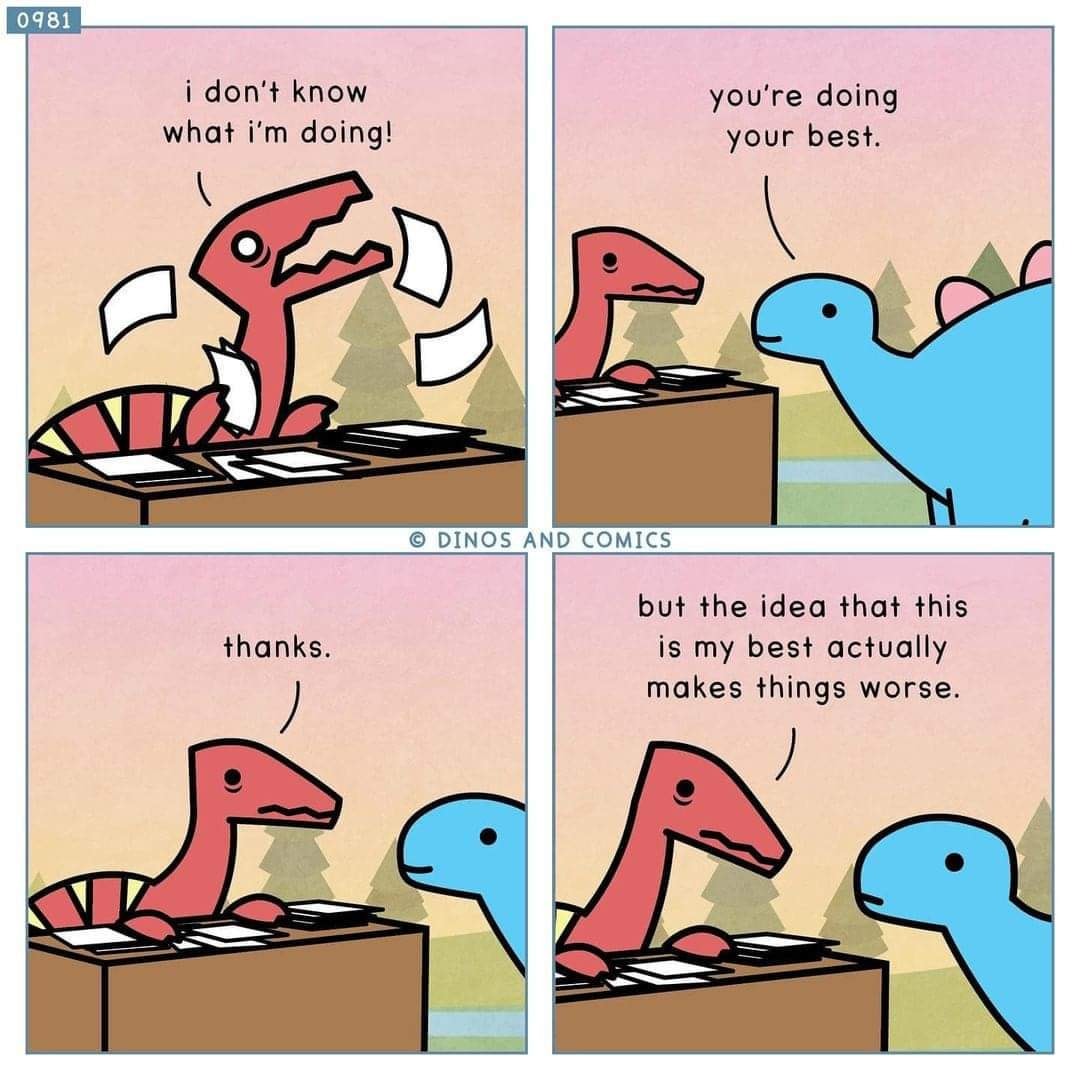 0981
i don't know
what i'm doing!
you're doing
your best.
© DINOS AND COMICS
thanks.
but the idea that this
is my best actually
makes things worse.